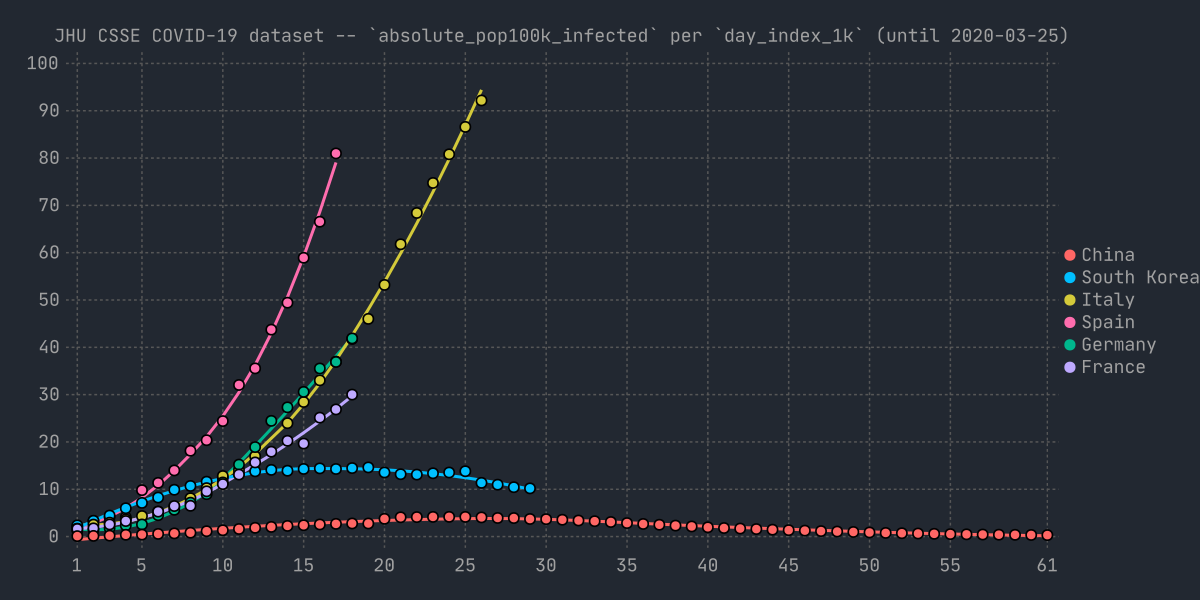 JHU CSSE COVID-19 dataset -- `absolute_pop100k_infected` per `day_index_1k` (until 2020-03-25)
100
90
80
70
60
50
40
30
20
10
0
1 5 10 15 20 25 30 35 40 45 50 55 61
China
South Korea
Italy
Spain
Germany
France